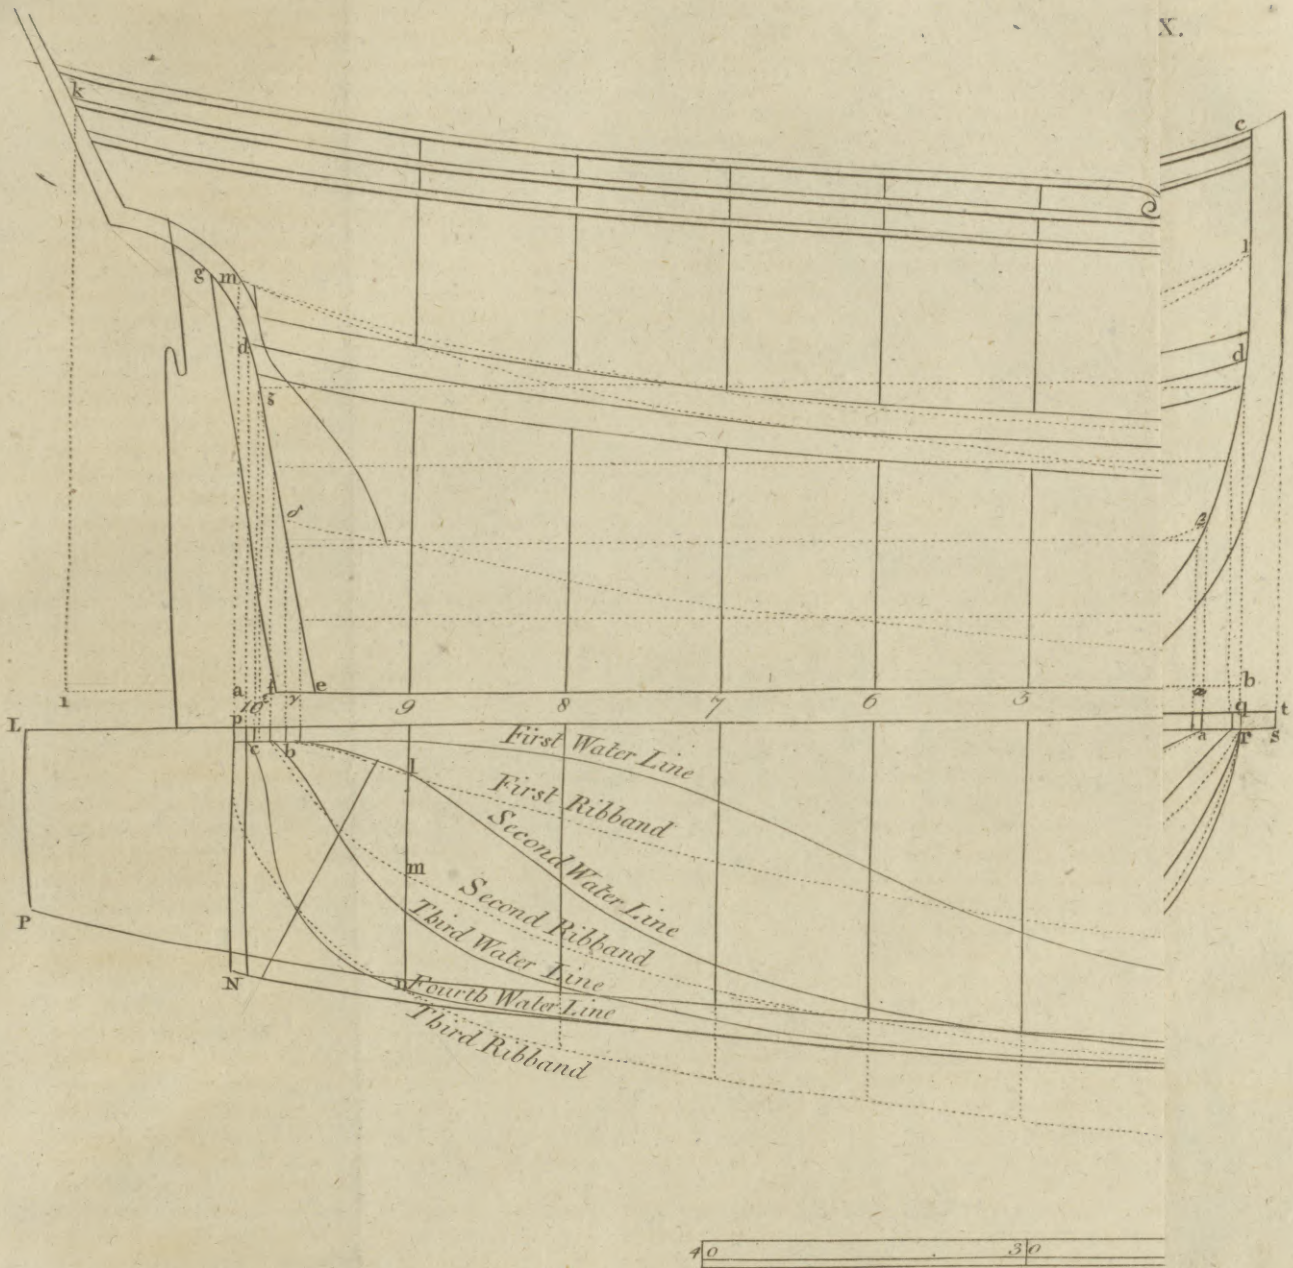 X.
k
c
l
g m
d
d
s
δ
β
1
a
10
f
γ
e
9
8
7
6
5
b
L
p
q
t
c
b
a
r
s
First Water Line
l
First Ribband
Second Water Line
m
Second Ribband
Third Water Line
P
N
n
Fourth Water Line
Third Ribband
40
30